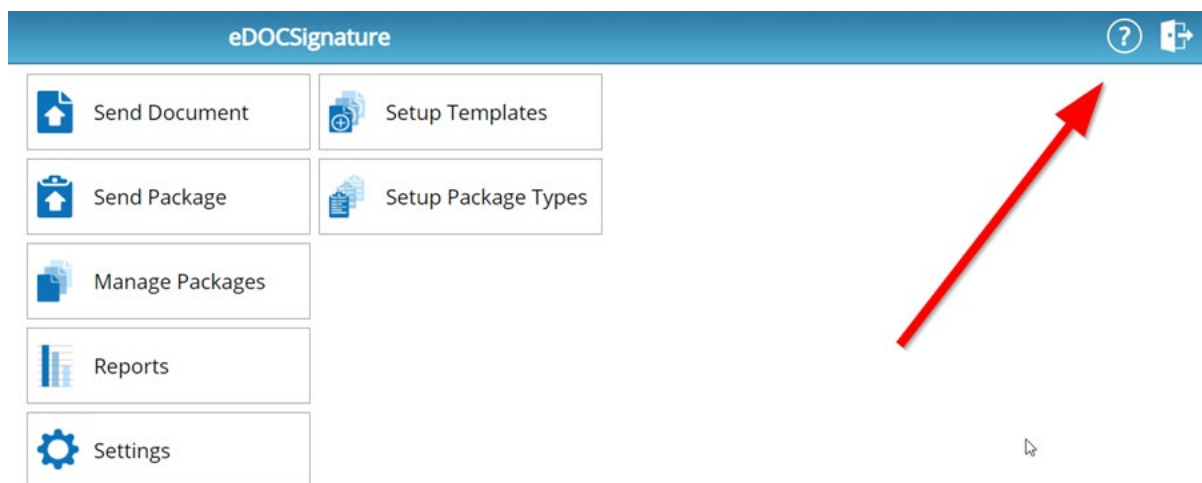 eDOCSignature
?
Send Document
Setup Templates
Send Package
Setup Package Types
Manage Packages
Reports
Settings